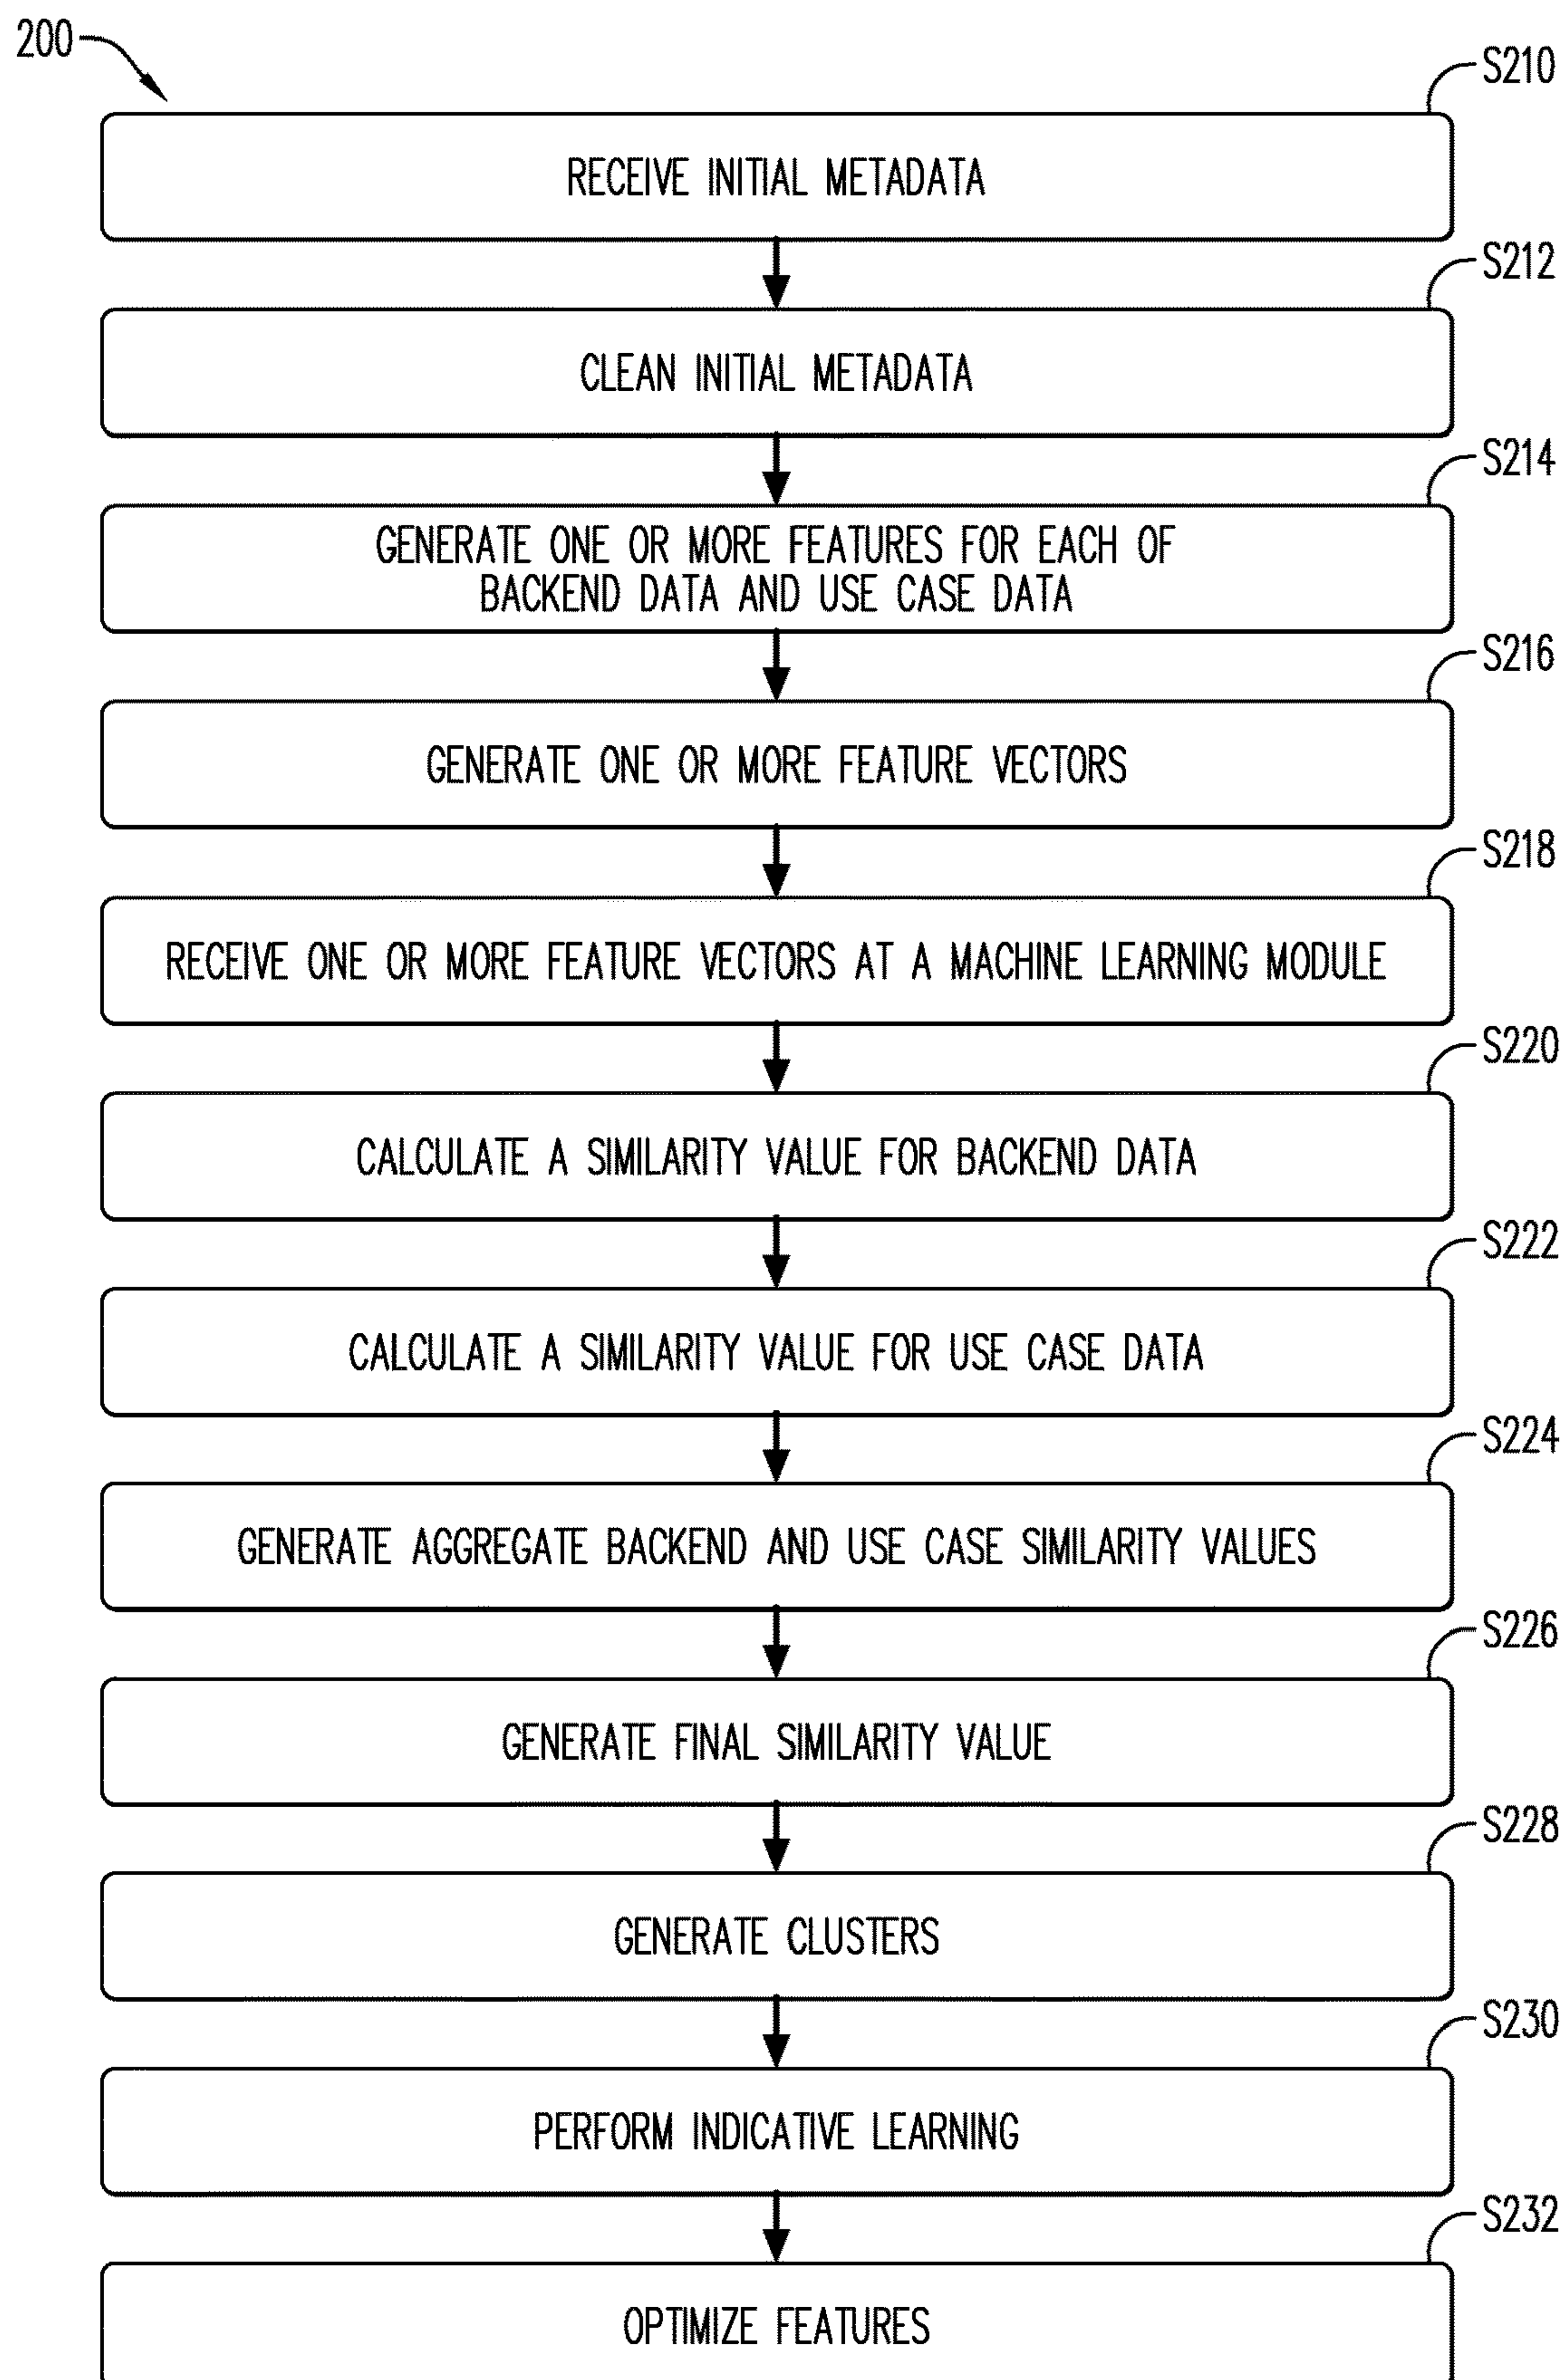 200
S210
RECEIVE INITIAL METADATA
S212
CLEAN INITIAL METADATA
S214
GENERATE ONE OR MORE FEATURES FOR EACH OF
BACKEND DATA AND USE CASE DATA
S216
GENERATE ONE OR MORE FEATURE VECTORS
S218
RECEIVE ONE OR MORE FEATURE VECTORS AT A MACHINE LEARNING MODULE
S220
CALCULATE A SIMILARITY VALUE FOR BACKEND DATA
S222
CALCULATE A SIMILARITY VALUE FOR USE CASE DATA
S224
GENERATE AGGREGATE BACKEND AND USE CASE SIMILARITY VALUES
S226
GENERATE FINAL SIMILARITY VALUE
S228
GENERATE CLUSTERS
S230
PERFORM INDICATIVE LEARNING
S232
OPTIMIZE FEATURES